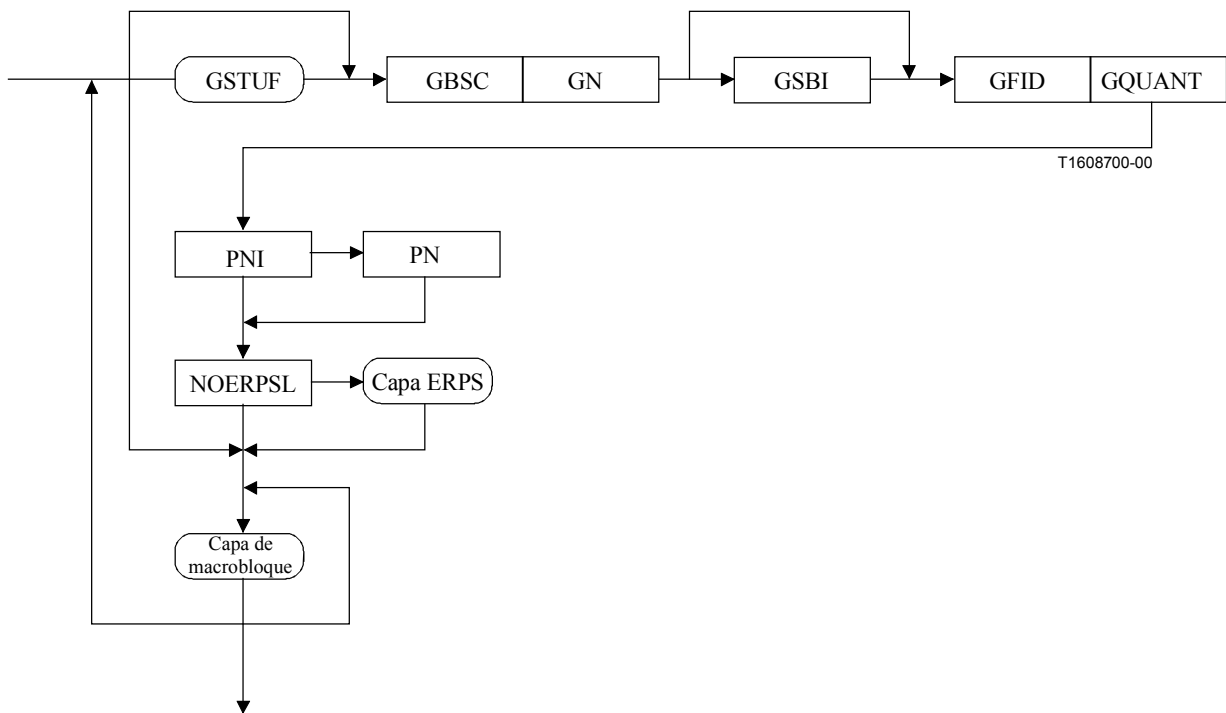 GSTUF
GBSC
GN
GSBI
GFID
GQUANT
T1608700-00
PNI
PN
NOERPSL
Capa ERPS
Capa de
macrobloque